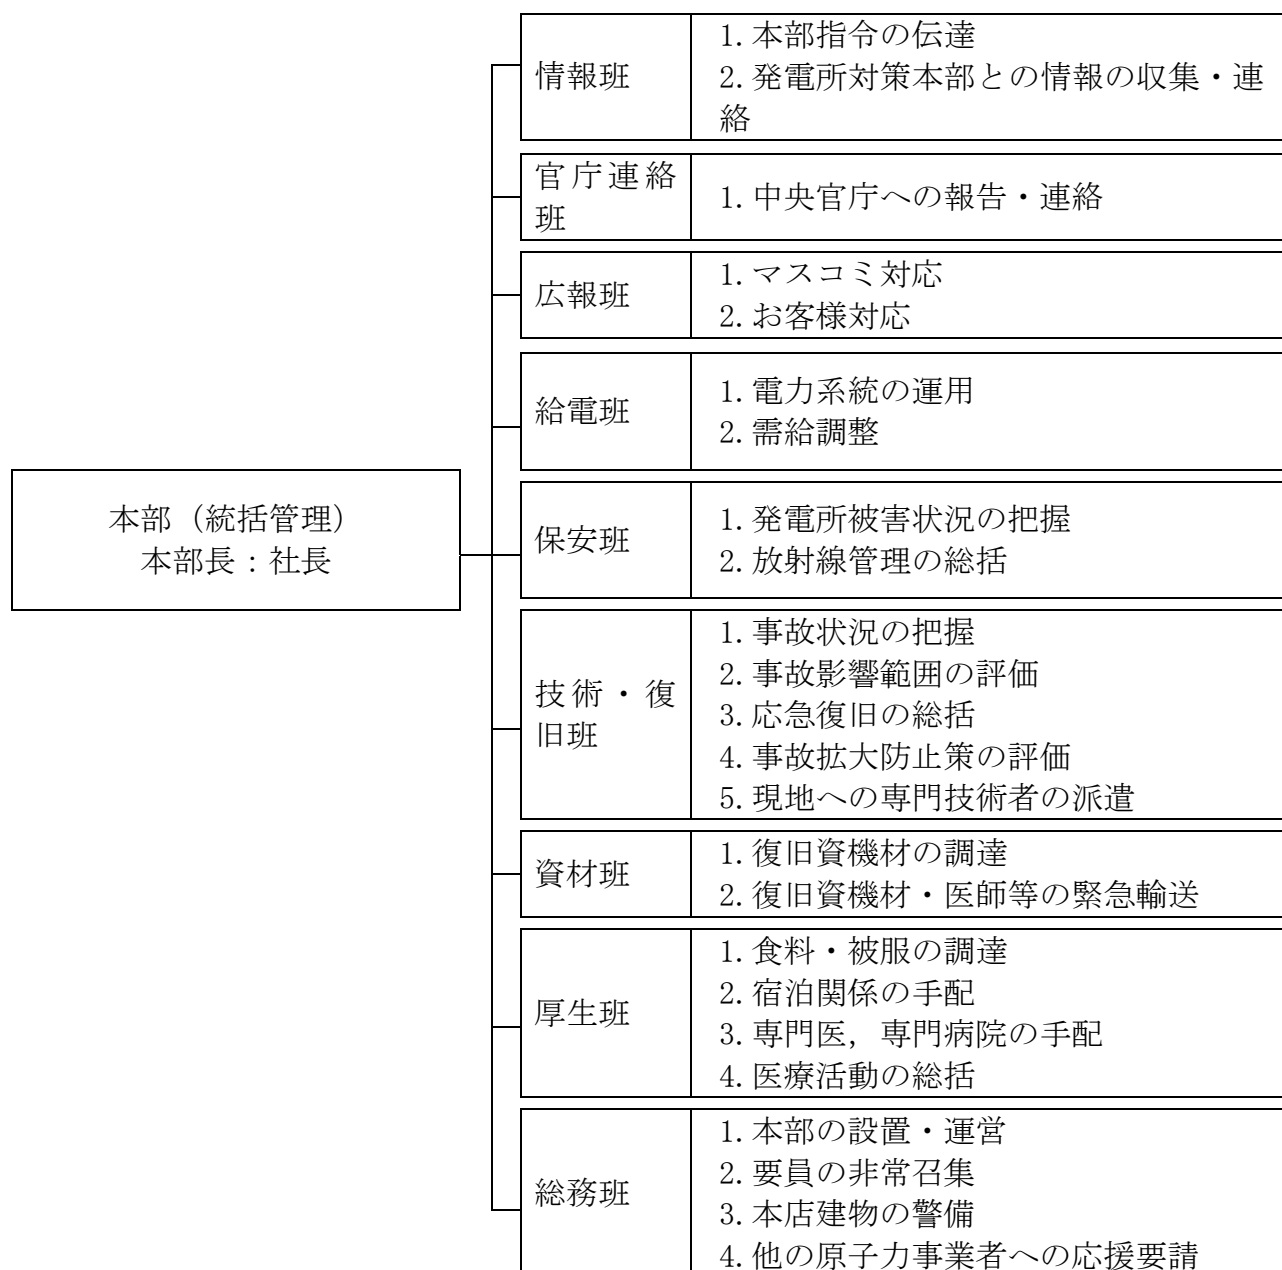 情報班
1. 本部指令の伝達
2. 発電所対策本部との情報の収集・連
絡
官庁連絡
班
1. 中央官庁への報告・連絡
広報班
1. マスコミ対応
2. お客様対応
給電班
1. 電力系統の運用
2. 需給調整
本部（統括管理）
本部長：社長
保安班
1. 発電所被害状況の把握
2. 放射線管理の総括
技術・復
旧班
1. 事故状況の把握
2. 事故影響範囲の評価
3. 応急復旧の総括
4. 事故拡大防止策の評価
5. 現地への専門技術者の派遣
資材班
1. 復旧資機材の調達
2. 復旧資機材・医師等の緊急輸送
厚生班
1. 食料・被服の調達
2. 宿泊関係の手配
3. 専門医，専門病院の手配
4. 医療活動の総括
総務班
1. 本部の設置・運営
2. 要員の非常召集
3. 本店建物の警備
4. 他の原子力事業者への応援要請